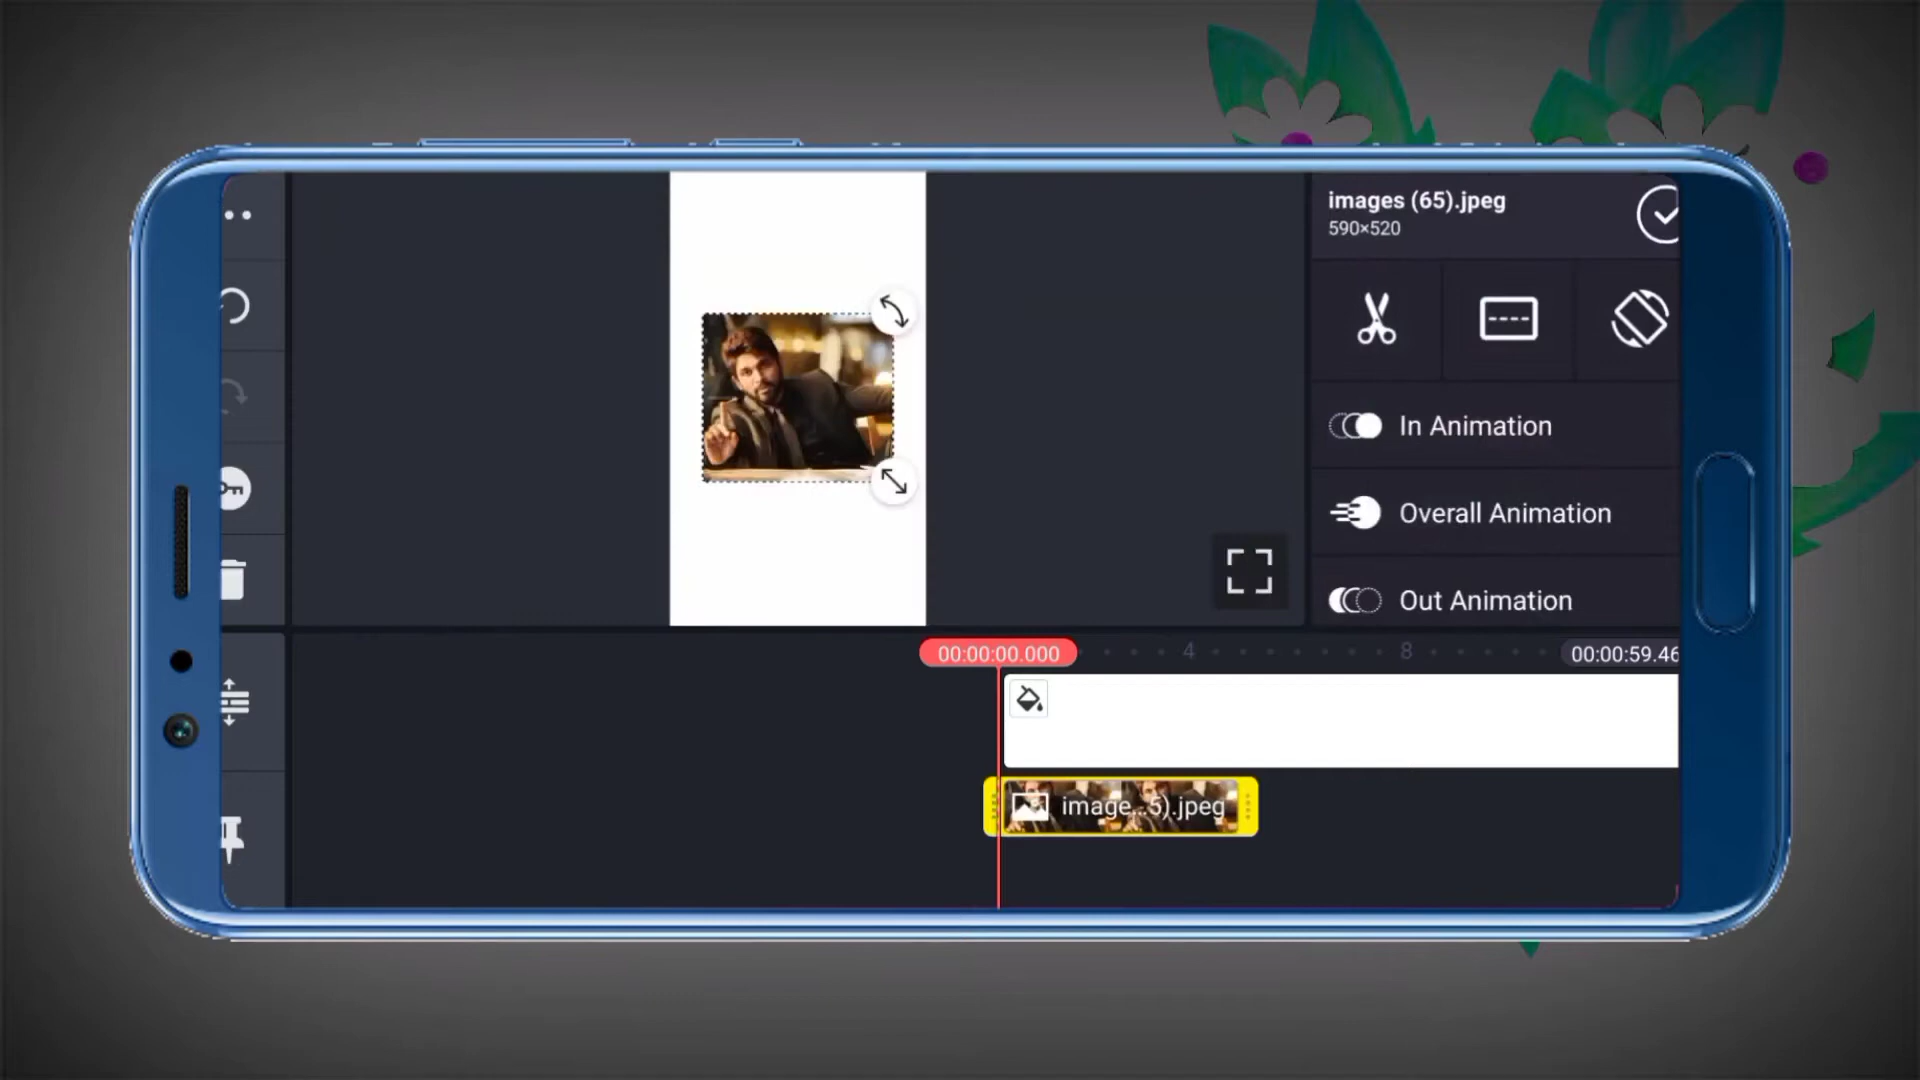 images (65).jpeg
590×520
In Animation
Overall Animation
Out Animation
00:00:00.000
4
8
00:00:59.46
image...5).jpeg